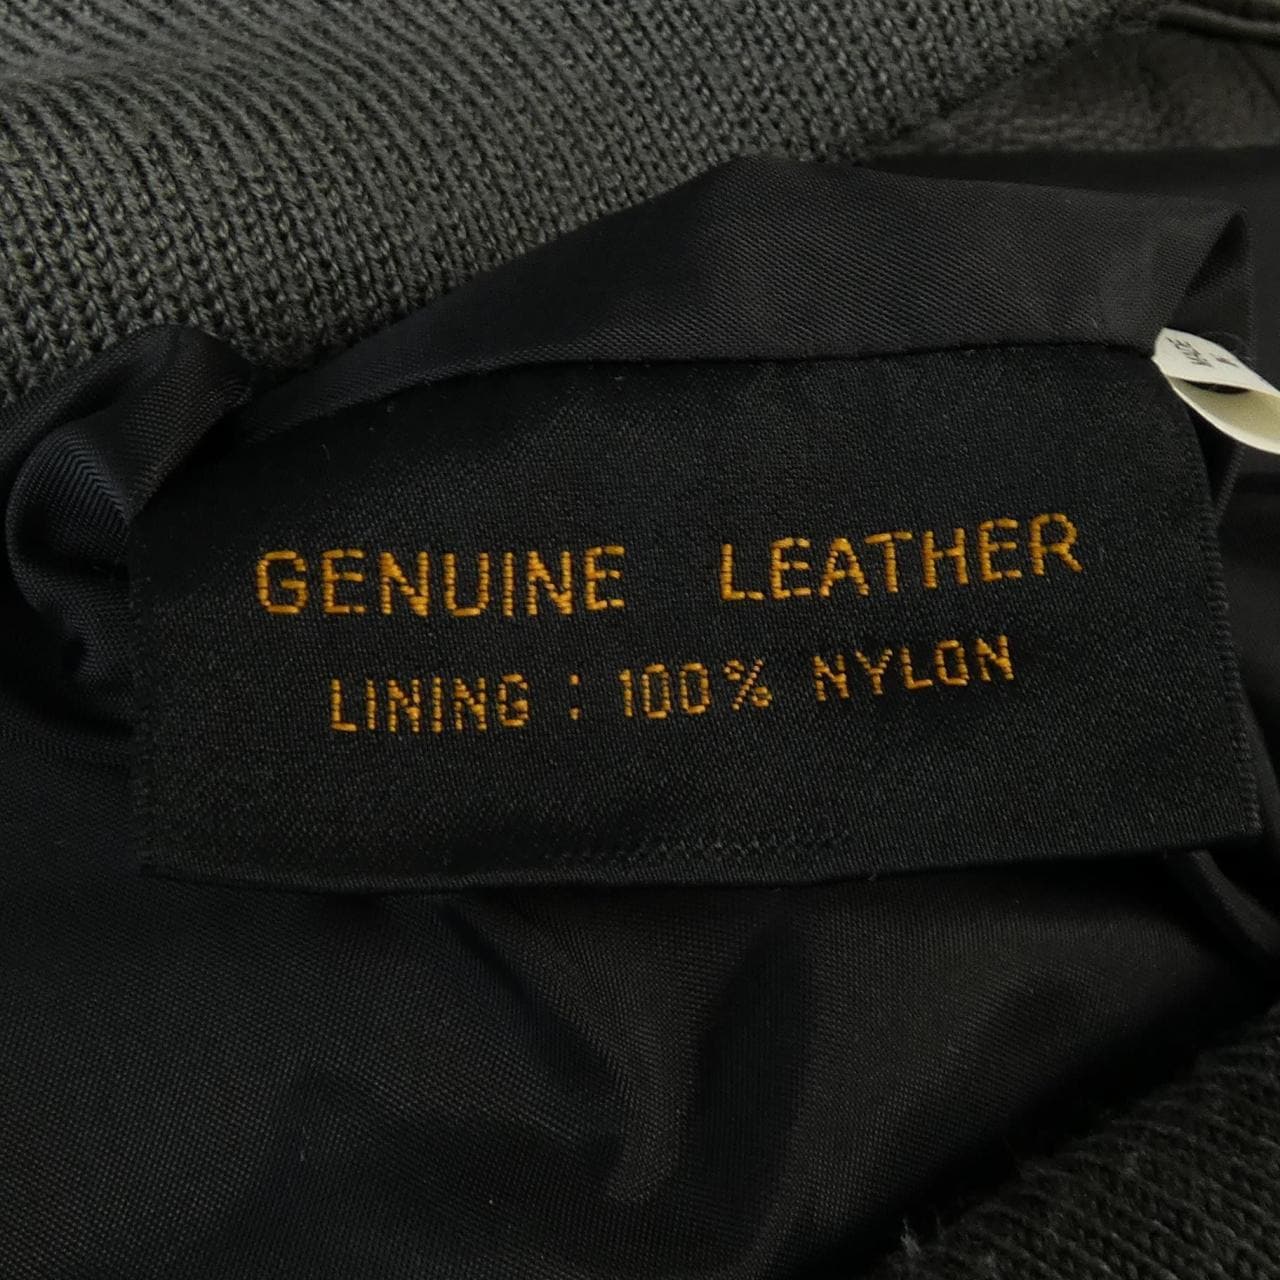 GENUINE LEATHER
LINING : 100% NYLON